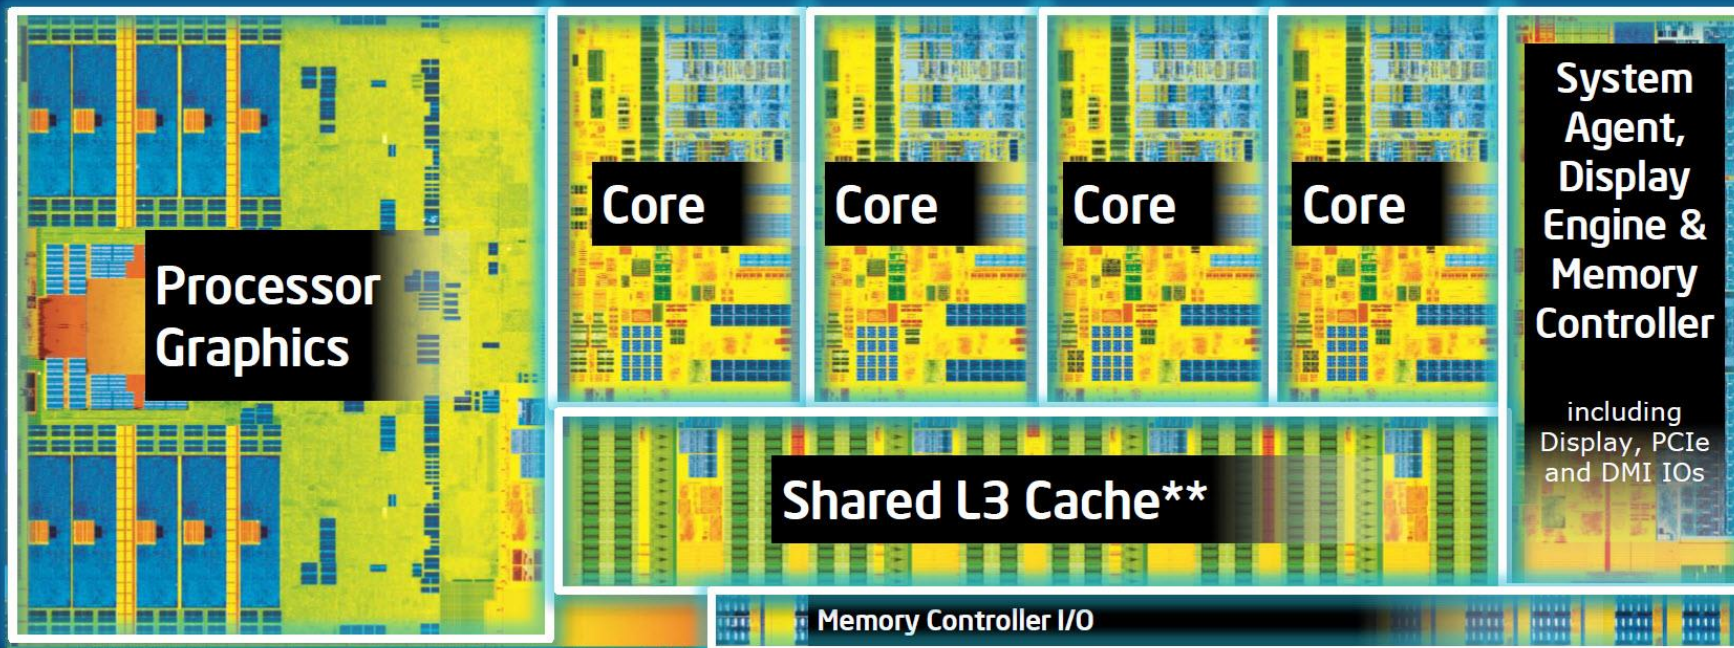 Processor
Graphics
Core
Core
Core
Core
System
Agent,
Display
Engine &
Memory
Controller
including
Display, PCIe
and DMI IOs
Shared L3 Cache**
Memory Controller I/O